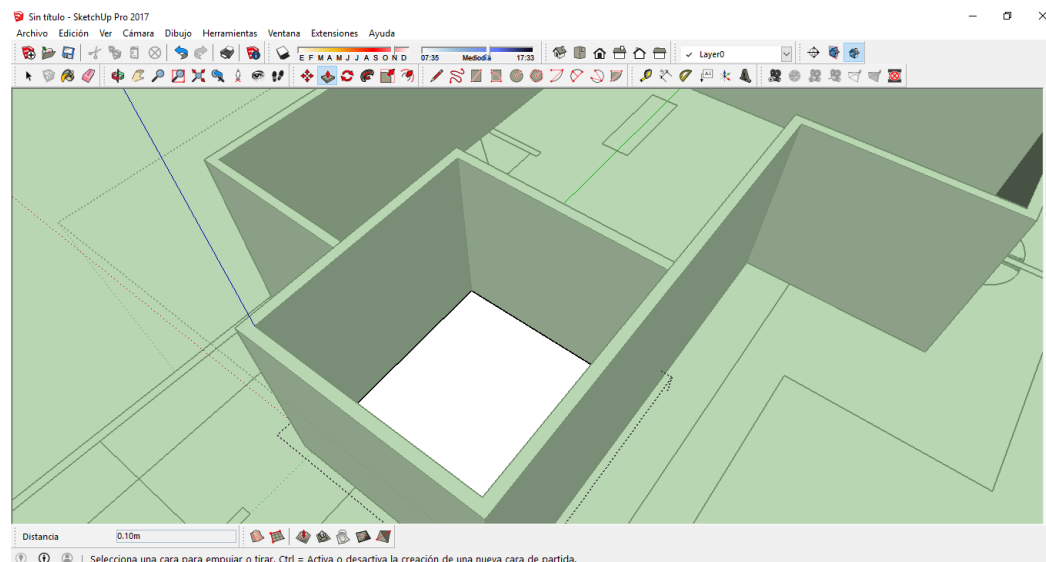 Sin título - SketchUp Pro 2017
Archivo Edición Ver Cámara Dibujo Herramientas Ventana Extensiones Ayuda
E F M A M J J A S O N D 07:35 Mediodía 17:33 Layer0
Distancia 0.10m
Selecciona una cara para empujar o tirar. Ctrl = Activa o desactiva la creación de una nueva cara de partida.